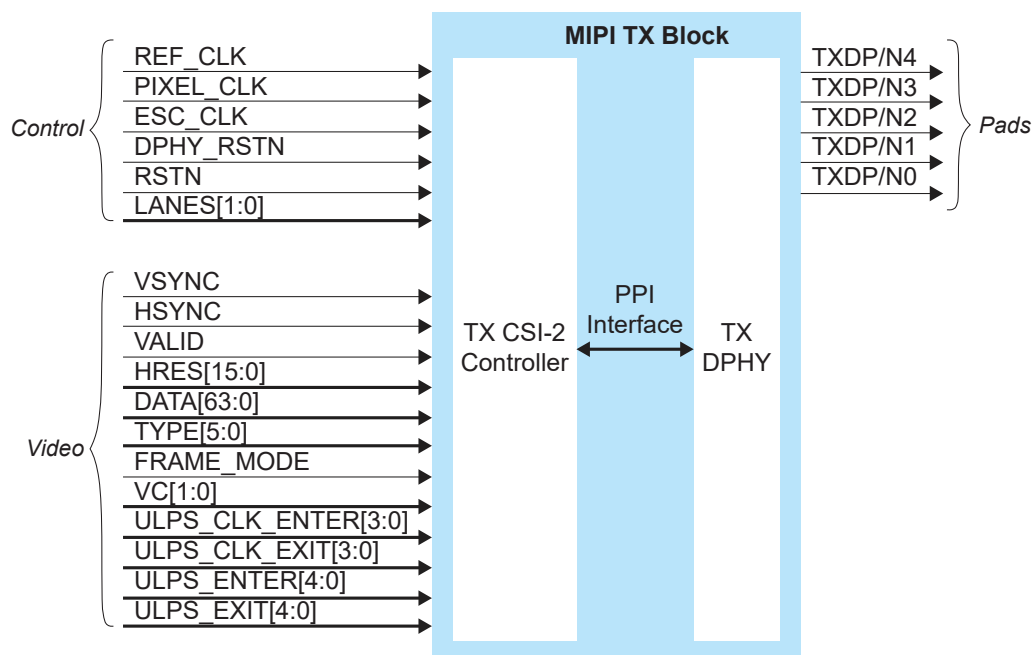 MIPI TX Block
Control
REF_CLK
PIXEL_CLK
ESC_CLK
DPHY_RSTN
RSTN
LANES[1:0]
Video
VSYNC
HSYNC
VALID
HRES[15:0]
DATA[63:0]
TYPE[5:0]
FRAME_MODE
VC[1:0]
ULPS_CLK_ENTER[3:0]
ULPS_CLK_EXIT[3:0]
ULPS_ENTER[4:0]
ULPS_EXIT[4:0]
TX CSI-2
Controller
PPI
Interface
TX
DPHY
TXDP/N4
TXDP/N3
TXDP/N2
TXDP/N1
TXDP/N0
Pads